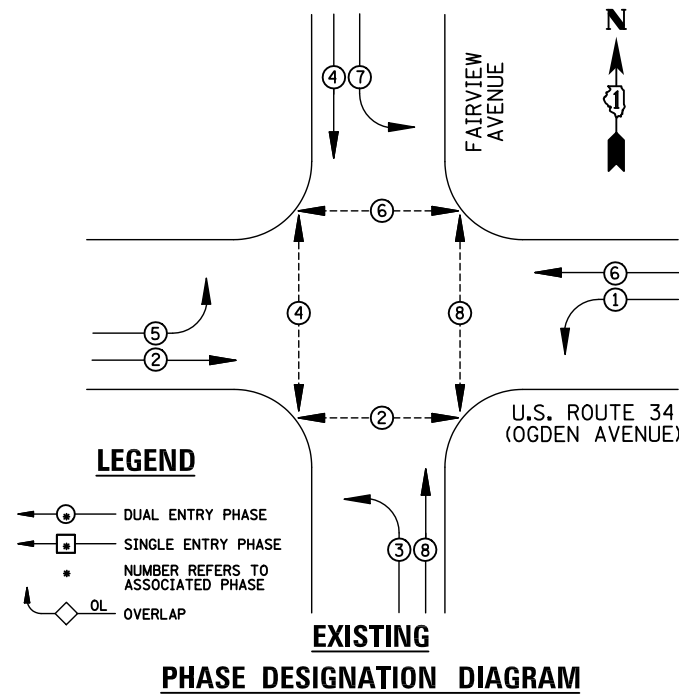 N
1
FAIRVIEW
AVENUE
4
7
6
6
1
5
2
4
8
2
U.S. ROUTE 34
(OGDEN AVENUE)
3
8
LEGEND
* DUAL ENTRY PHASE
* SINGLE ENTRY PHASE
* NUMBER REFERS TO
ASSOCIATED PHASE
OL OVERLAP
EXISTING
PHASE DESIGNATION DIAGRAM